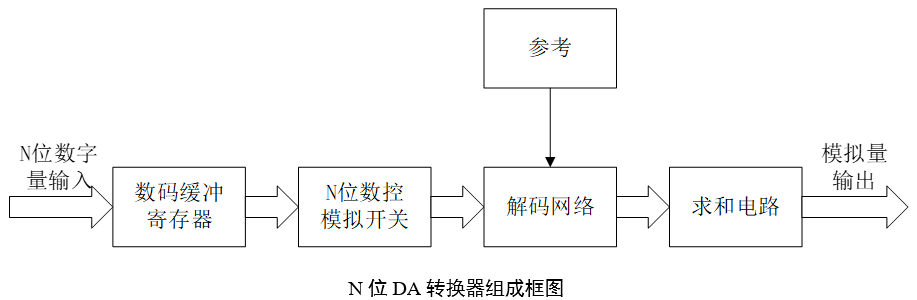 参考
N位数字
量输入
数码缓冲
寄存器
N位数控
模拟开关
解码网络
求和电路
模拟量
输出
N 位 DA 转换器组成框图